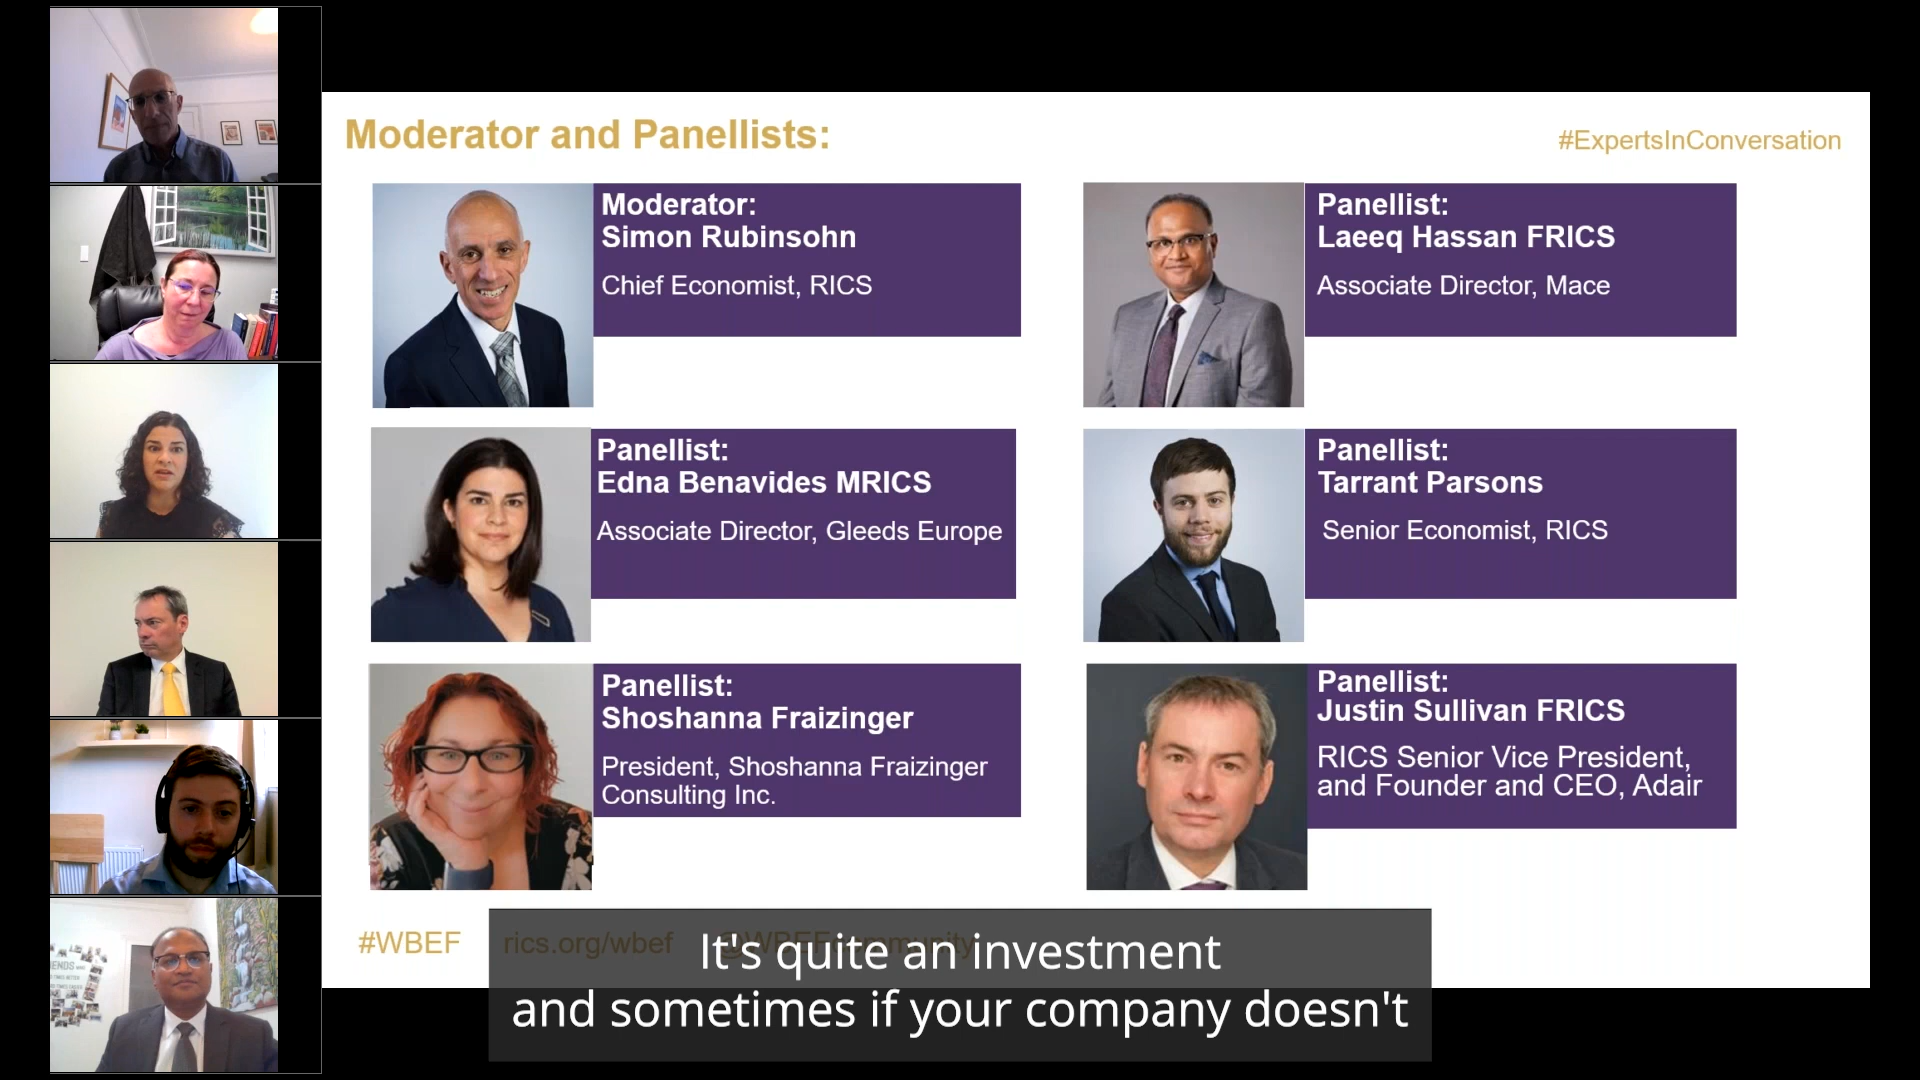 Moderator and Panellists:
#ExpertsInConversation
Moderator:
Simon Rubinsohn
Chief Economist, RICS
Panellist:
Laeeq Hassan FRICS
Associate Director, Mace
Panellist:
Edna Benavides MRICS
Associate Director, Gleeds Europe
Panellist:
Tarrant Parsons
Senior Economist, RICS
Panellist:
Shoshanna Fraizinger
President, Shoshanna Fraizinger
Consulting Inc.
Panellist:
Justin Sullivan FRICS
RICS Senior Vice President,
and Founder and CEO, Adair
#WBEF rics.org/wbef @WBEFcommunity
It's quite an investment
and sometimes if your company doesn't